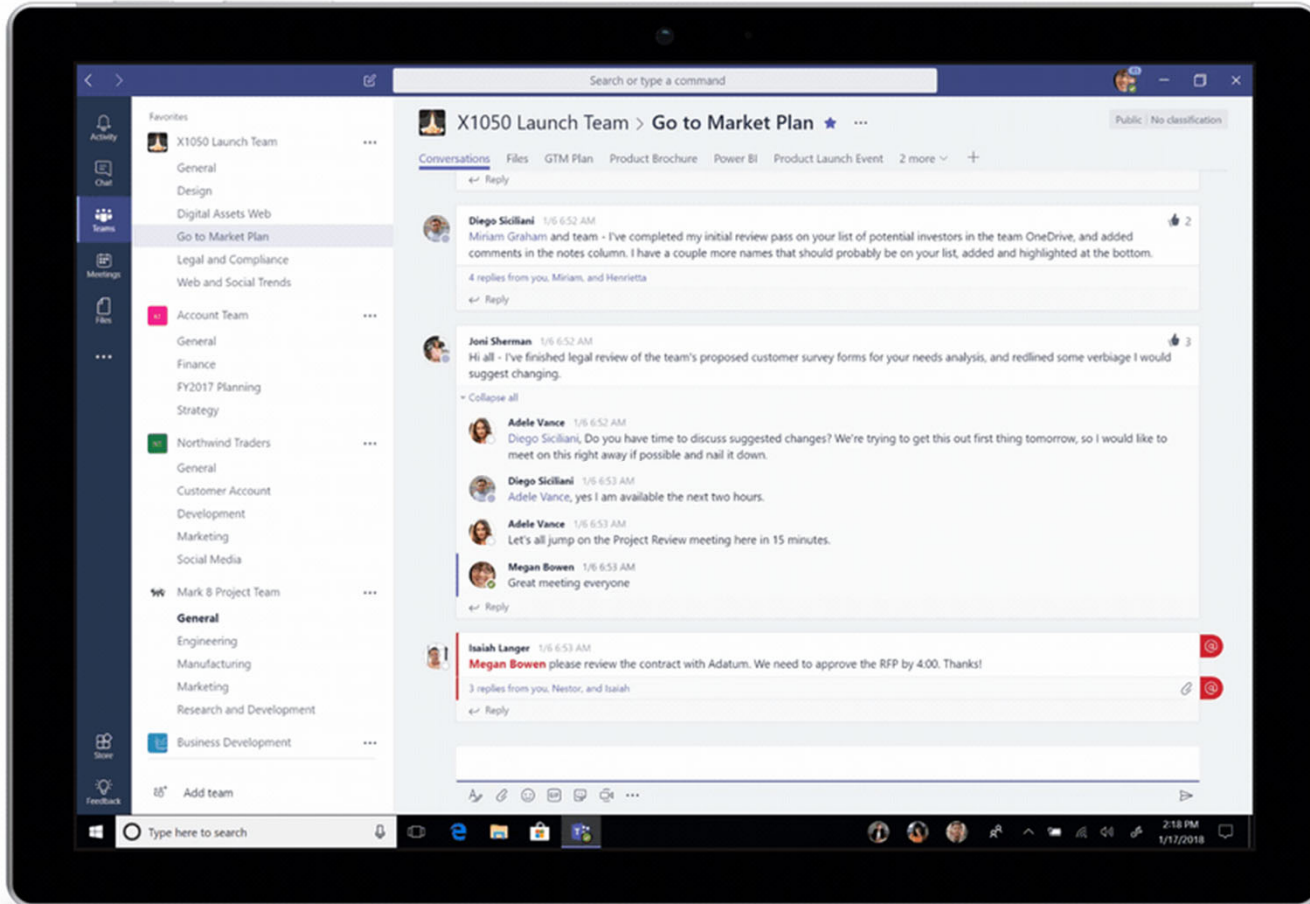 Search or type a command
Activity
Chat
Teams
Meetings
Files
Store
Feedback
Favorites
X1050 Launch Team
General
Design
Digital Assets Web
Go to Market Plan
Legal and Compliance
Web and Social Trends
Account Team
General
Finance
FY2017 Planning
Strategy
Northwind Traders
General
Customer Account
Development
Marketing
Social Media
Mark 8 Project Team
General
Engineering
Manufacturing
Marketing
Research and Development
Business Development
Add team
X1050 Launch Team > Go to Market Plan
Public No classification
Conversations Files GTM Plan Product Brochure Power BI Product Launch Event 2 more
Reply
Diego Siciliani 1/6 6:52 AM
2
Miriam Graham and team - I've completed my initial review pass on your list of potential investors in the team OneDrive, and added
comments in the notes column. I have a couple more names that should probably be on your list, added and highlighted at the bottom.
4 replies from you, Miriam, and Henrietta
Reply
Joni Sherman 1/6 6:52 AM
3
Hi all - I've finished legal review of the team's proposed customer survey forms for your needs analysis, and redlined some verbiage I would
suggest changing.
Collapse all
Adele Vance 1/6 6:52 AM
Diego Siciliani, Do you have time to discuss suggested changes? We're trying to get this out first thing tomorrow, so I would like to
meet on this right away if possible and nail it down.
Diego Siciliani 1/6 6:53 AM
Adele Vance, yes I am available the next two hours.
Adele Vance 1/6 6:53 AM
Let's all jump on the Project Review meeting here in 15 minutes.
Megan Bowen 1/6 6:53 AM
Great meeting everyone
Reply
Isaiah Langer 1/6 6:53 AM
@
Megan Bowen please review the contract with Adatum. We need to approve the RFP by 4:00. Thanks!
3 replies from you, Nestor, and Isaiah
@
Reply
GIF
Type here to search
2:18 PM
1/17/2018